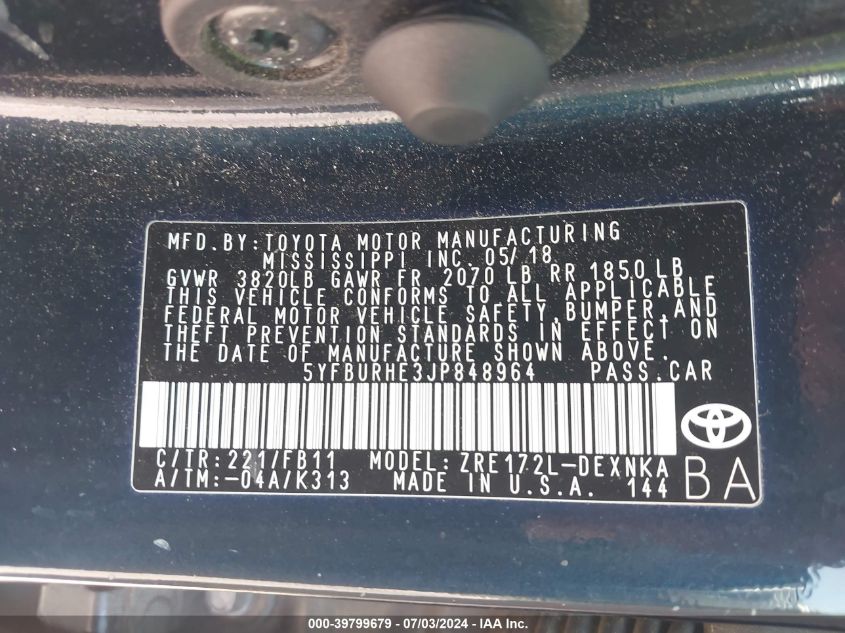 MFD.BY:TOYOTA MOTOR MANUFACTURING
MISSISSIPPI INC. 05/18
GVWR 3820LB GAWR FR 2070 LB RR 1850 LB
THIS VEHICLE CONFORMS TO ALL APPLICABLE
FEDERAL MOTOR VEHICLE SAFETY,BUMPER,AND
THEFT PREVENTION STANDARDS IN EFFECT ON
THE DATE OF MANUFACTURE SHOWN ABOVE.
5YFBURHE3JP848964 PASS.CAR
C/TR:221/FB11 MODEL:ZRE172L-DEXNKA
A/TM:-04A/K313 MADE IN U.S.A. 144
BA
000-39799679 - 07/03/2024 - IAA Inc.